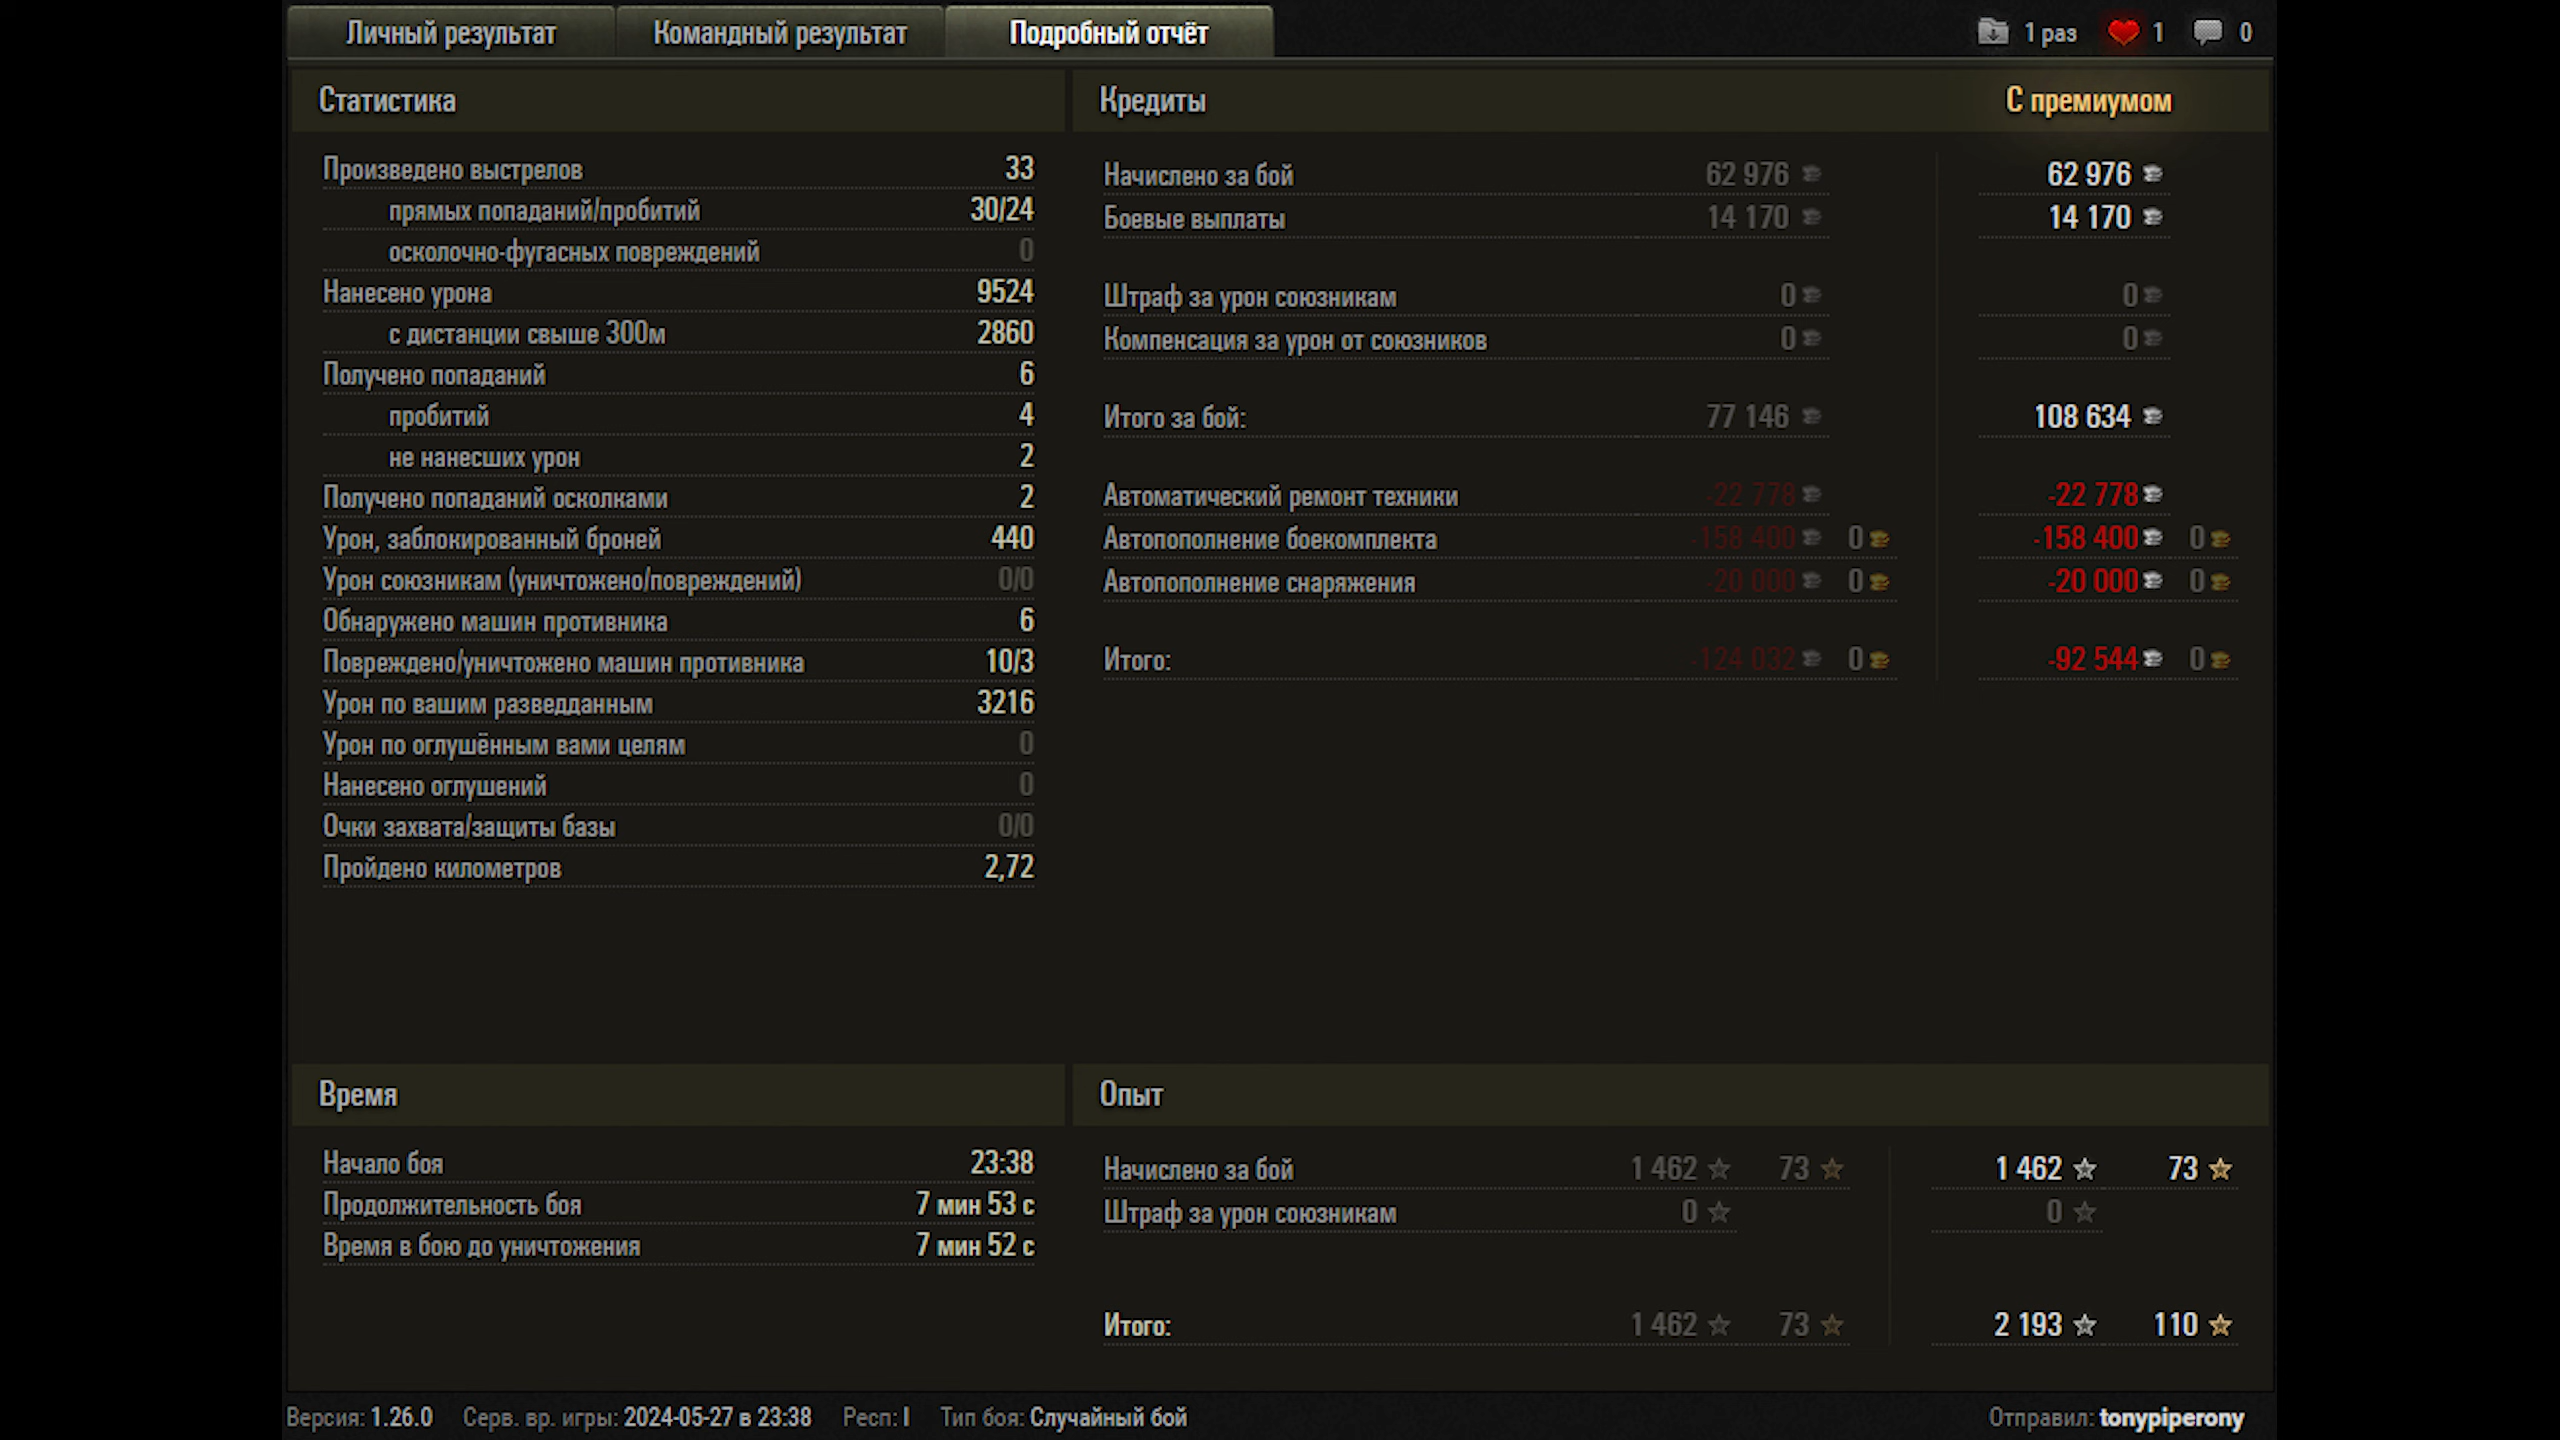 Личный результат Командный результат Подробный отчёт 1 раз 1 0
Статистика
Произведено выстрелов 33
прямых попаданий/пробитий 30/24
осколочно-фугасных повреждений 0
Нанесено урона 9524
с дистанции свыше 300м 2860
Получено попаданий 6
пробитий 4
не нанесших урон 2
Получено попаданий осколками 2
Урон, заблокированный броней 440
Урон союзникам (уничтожено/повреждений) 0/0
Обнаружено машин противника 6
Повреждено/уничтожено машин противника 10/3
Урон по вашим разведданным 3216
Урон по оглушённым вами целям 0
Нанесено оглушений 0
Очки захвата/защиты базы 0/0
Пройдено километров 2,72
Кредиты С премиумом
Начислено за бой 62 976 62 976
Боевые выплаты 14 170 14 170
Штраф за урон союзникам 0 0
Компенсация за урон от союзников 0 0
Итого за бой: 77 146 108 634
Автоматический ремонт техники -22 778 -22 778
Автопополнение боекомплекта -158 400 0 -158 400 0
Автопополнение снаряжения -20 000 0 -20 000 0
Итого: -124 032 0 -92 544 0
Время
Начало боя 23:38
Продолжительность боя 7 мин 53 с
Время в бою до уничтожения 7 мин 52 с
Опыт
Начислено за бой 1 462 73 1 462 73
Штраф за урон союзникам 0 0
Итого: 1 462 73 2 193 110
Версия: 1.26.0 Серв. вр. игры: 2024-05-27 в 23:38 Респ: I Тип боя: Случайный бой Отправил: tonypiperony